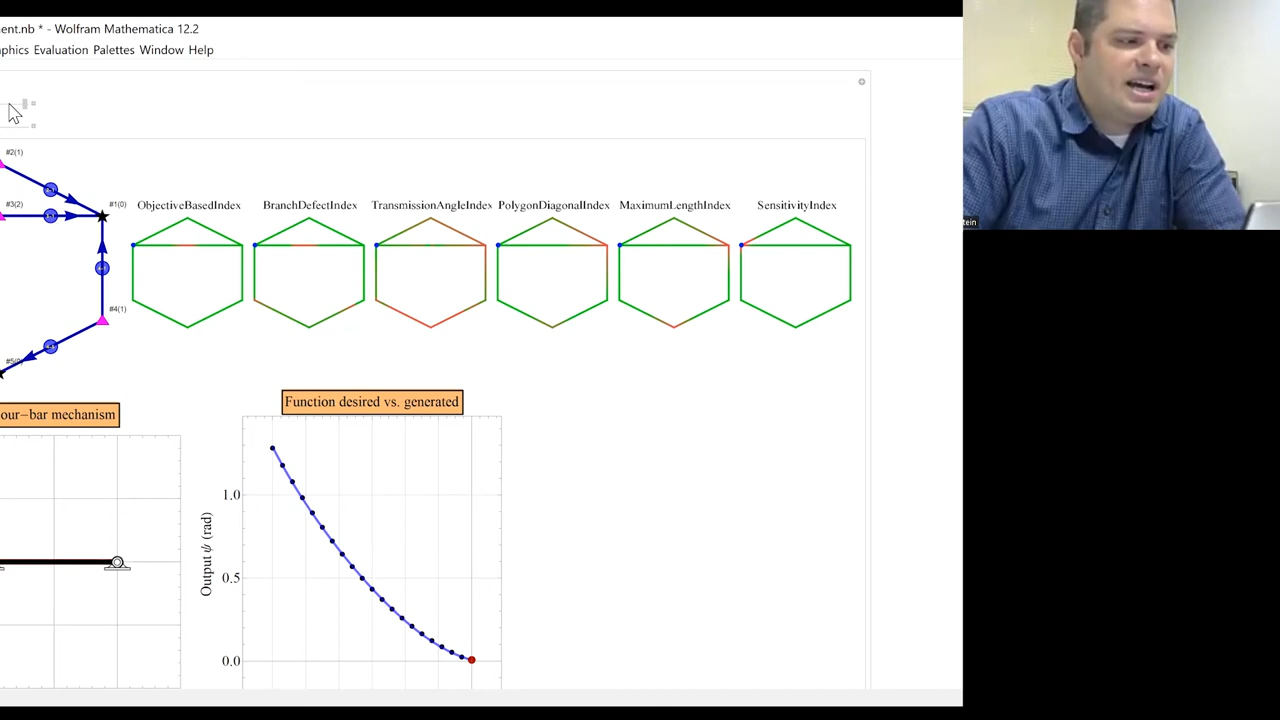 ent.nb * - Wolfram Mathematica 12.2
phics Evaluation Palettes Window Help
#2(1)
#3(2)
#1(0)
#4(1)
ObjectiveBasedIndex
BranchDefectIndex
TransmissionAngleIndex
PolygonDiagonalIndex
MaximumLengthIndex
SensitivityIndex
our-bar mechanism
Function desired vs. generated
1.0
0.5
0.0
Output ψ (rad)
tein